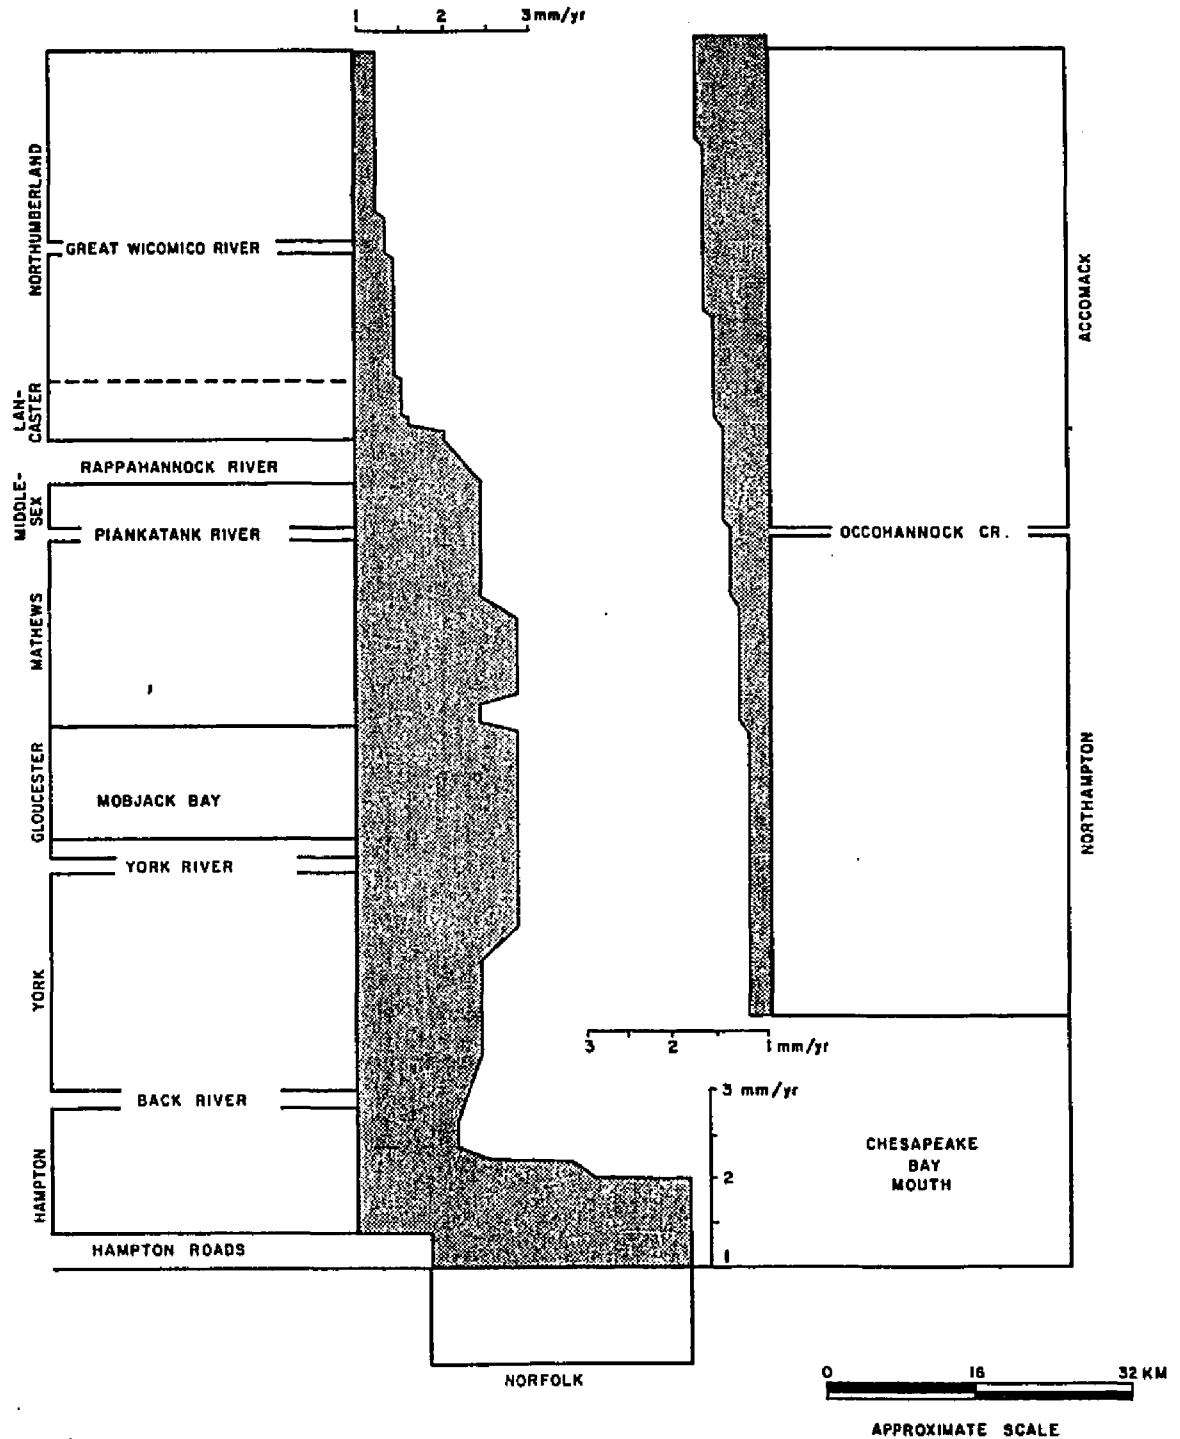 1 2 3 mm/yr
NORTHUMBERLAND
GREAT WICOMICO RIVER
LAN-
CASTER
RAPPAHANNOCK RIVER
MIDDLE-
SEX
PIANKATANK RIVER
MATHEWS
GLOUCESTER
MOBJACK BAY
YORK RIVER
YORK
BACK RIVER
HAMPTON
HAMPTON ROADS
NORFOLK
ACCOMACK
OCCOHANNOCK CR.
NORTHAMPTON
3 2 1 mm/yr
3 mm/yr
2
1
CHESAPEAKE
BAY
MOUTH
0 16 32 KM
APPROXIMATE SCALE